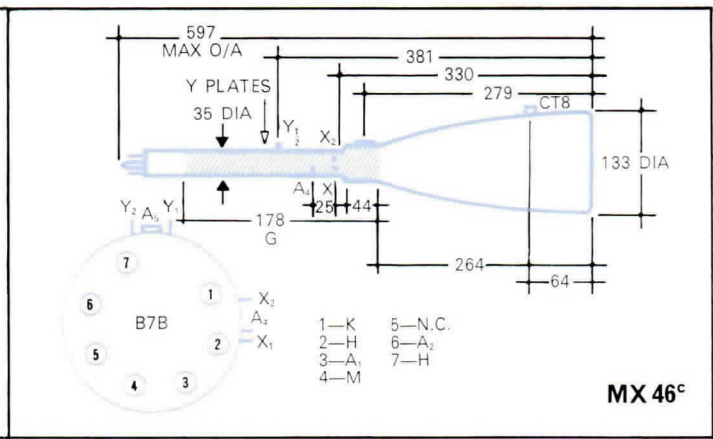 597
MAX O/A
381
330
279
Y PLATES
35 DIA
CT8
Y₁
2
X₂
133 DIA
A₄ X
25 44
178
G
264
64
Y₂ A₅ Y₁
7
1
6
B7B
5
2
4
3
X₂
A₄
X₁
1—K 5—N.C.
2—H 6—A₂
3—A₁ 7—H
4—M
MX 46ᶜ